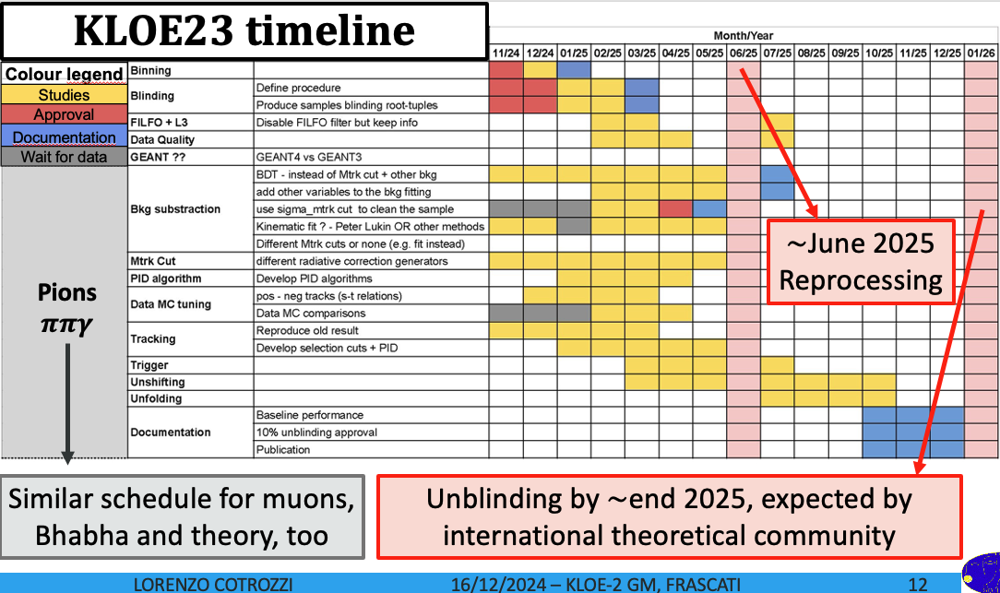 KLOE23 timeline
Month/Year
11/24 12/24 01/25 02/25 03/25 04/25 05/25 06/25 07/25 08/25 09/25 10/25 11/25 12/25 01/26
Colour legend
Studies
Approval
Documentation
Wait for data
Binning
Blinding
Define procedure
Produce samples blinding root-tuples
FILFO + L3 Disable FILFO filter but keep info
Data Quality
GEANT ?? GEANT4 vs GEANT3
Bkg substraction
BDT - instead of Mtrk cut + other bkg
add other variables to the bkg fitting
use sigma_mtrk cut to clean the sample
Kinematic fit ? - Peter Lukin OR other methods
Different Mtrk cuts or none (e.g. fit instead)
Mtrk Cut different radiative correction generators
PID algorithm Develop PID algorithms
Data MC tuning
pos - neg tracks (s-t relations)
Data MC comparisons
Tracking
Reproduce old result
Develop selection cuts + PID
Trigger
Unshifting
Unfolding
Documentation
Baseline performance
10% unblinding approval
Publication
Pions
ππγ
~June 2025
Reprocessing
Similar schedule for muons,
Bhabha and theory, too
Unblinding by ~end 2025, expected by
international theoretical community
LORENZO COTROZZI 16/12/2024 – KLOE-2 GM, FRASCATI 12